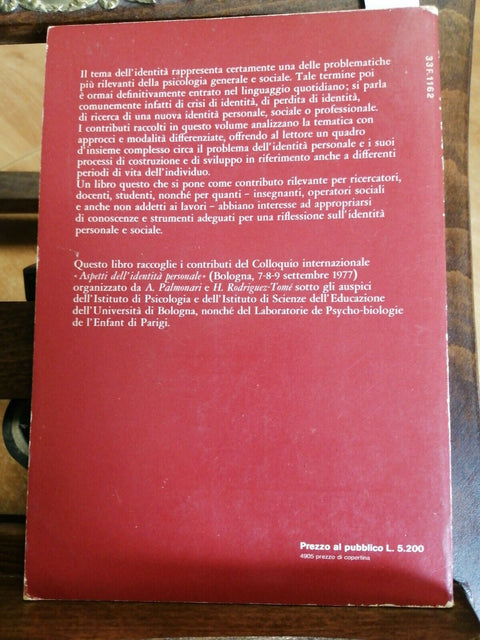 33F.1162
Il tema dell'identità rappresenta certamente una delle problematiche
più rilevanti della psicologia generale e sociale. Tale termine poi
è ormai definitivamente entrato nel linguaggio quotidiano; si parla
comunemente infatti di crisi di identità, di perdita di identità,
di ricerca di una nuova identità personale, sociale o professionale.
I contributi raccolti in questo volume analizzano la tematica con
approcci e modalità differenziate, offrendo al lettore un quadro
d'insieme complesso circa il problema dell'identità personale e i suoi
processi di costruzione e di sviluppo in riferimento anche a differenti
periodi di vita dell'individuo.
Un libro questo che si pone come contributo rilevante per ricercatori,
docenti, studenti, nonché per quanti - insegnanti, operatori sociali
e anche non addetti ai lavori - abbiano interesse ad appropriarsi
di conoscenze e strumenti adeguati per una riflessione sull'identità
personale e sociale.
Questo libro raccoglie i contributi del Colloquio internazionale
« Aspetti dell'identità personale » (Bologna, 7-8-9 settembre 1977)
organizzato da A. Palmonari e H. Rodriguez-Tomé sotto gli auspici
dell'Istituto di Psicologia e dell'Istituto di Scienze dell'Educazione
dell'Università di Bologna, nonché del Laboratorie de Psycho-biologie
de l'Enfant di Parigi.
Prezzo al pubblico L. 5.200
4905 prezzo di copertina